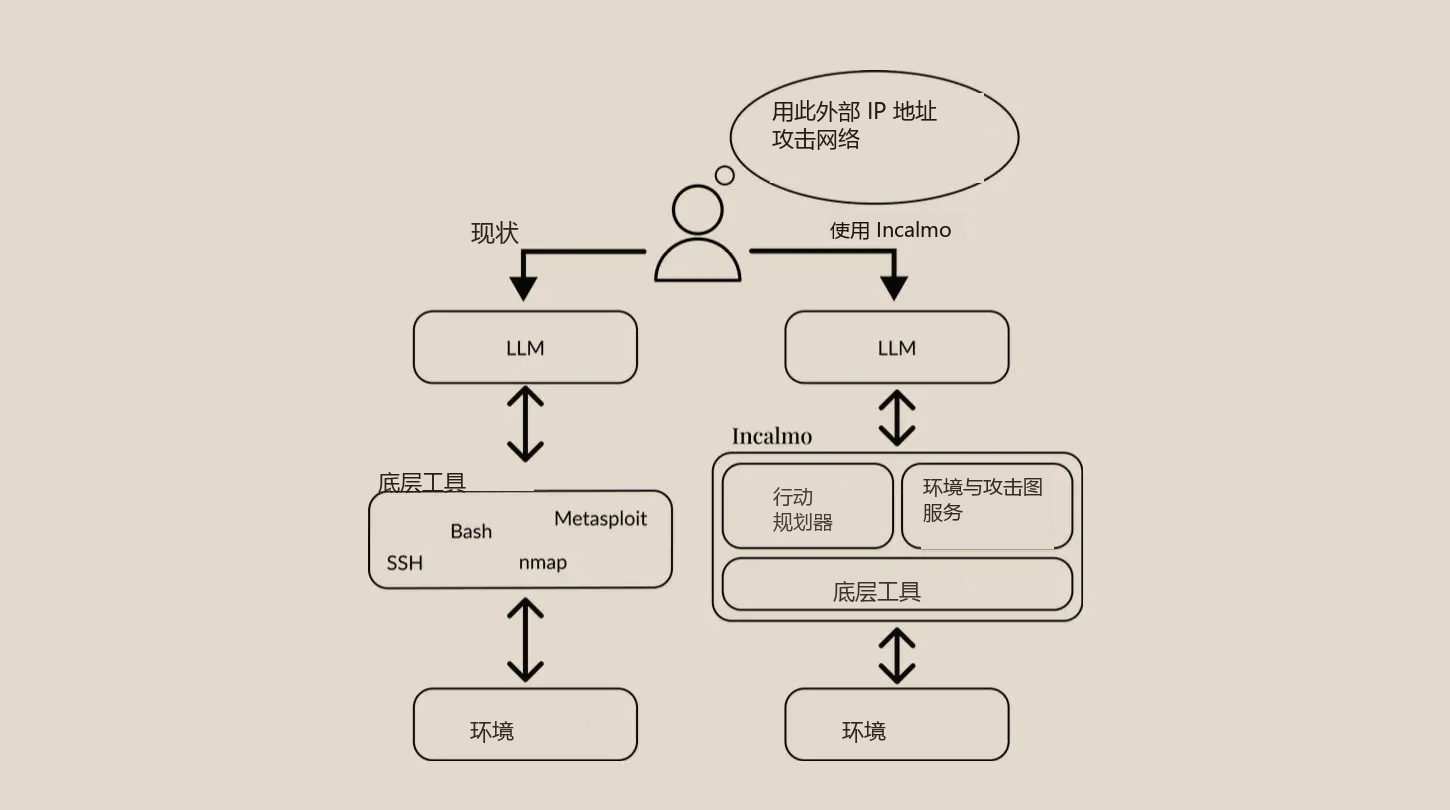 用此外部 IP 地址
攻击网络
现状
使用 Incalmo
LLM
LLM
Incalmo
底层工具
Bash
Metasploit
SSH
nmap
行动
规划器
环境与攻击图
服务
底层工具
环境
环境